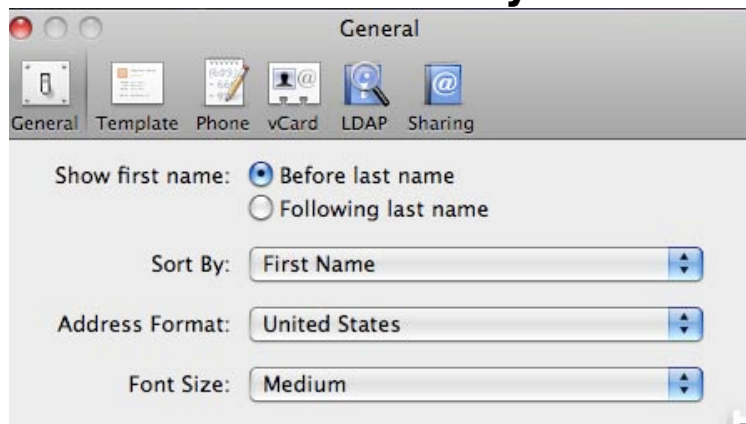 General
General Template Phone vCard LDAP Sharing
Show first name: Before last name
Following last name
Sort By: First Name
Address Format: United States
Font Size: Medium